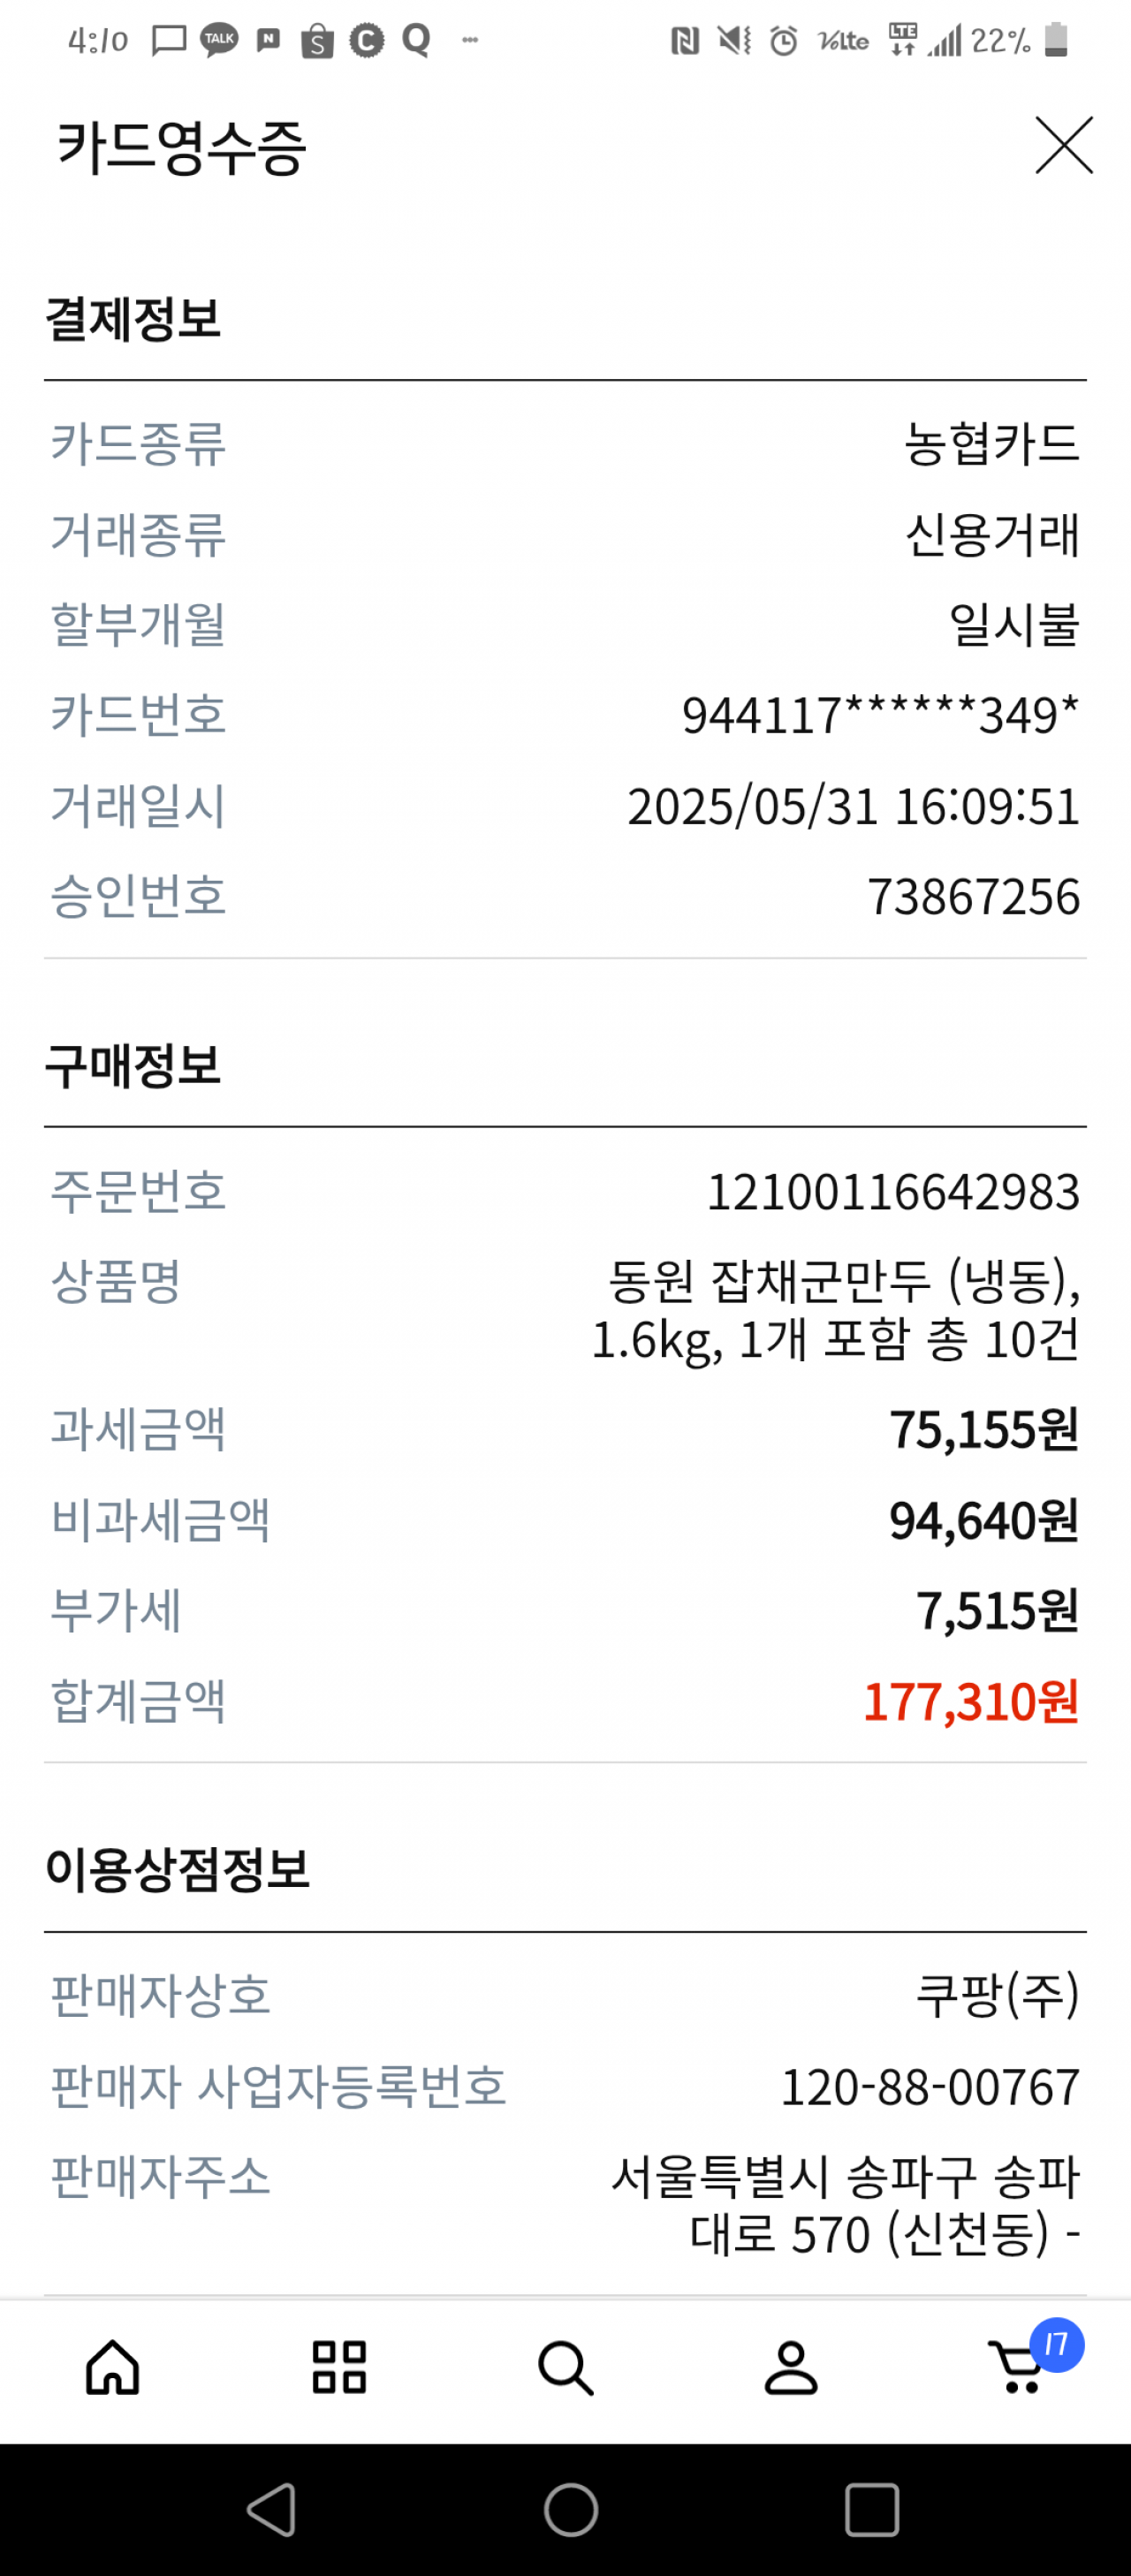 4:10 TALK N S C Q ... N Volte LTE 22%
카드영수증
결제정보
카드종류 농협카드
거래종류 신용거래
할부개월 일시불
카드번호 944117******349*
거래일시 2025/05/31 16:09:51
승인번호 73867256
구매정보
주문번호 12100116642983
상품명 동원 잡채군만두 (냉동),
1.6kg, 1개 포함 총 10건
과세금액 75,155원
비과세금액 94,640원
부가세 7,515원
합계금액 177,310원
이용상점정보
판매자상호 쿠팡(주)
판매자 사업자등록번호 120-88-00767
판매자주소 서울특별시 송파구 송파
대로 570 (신천동) -
17